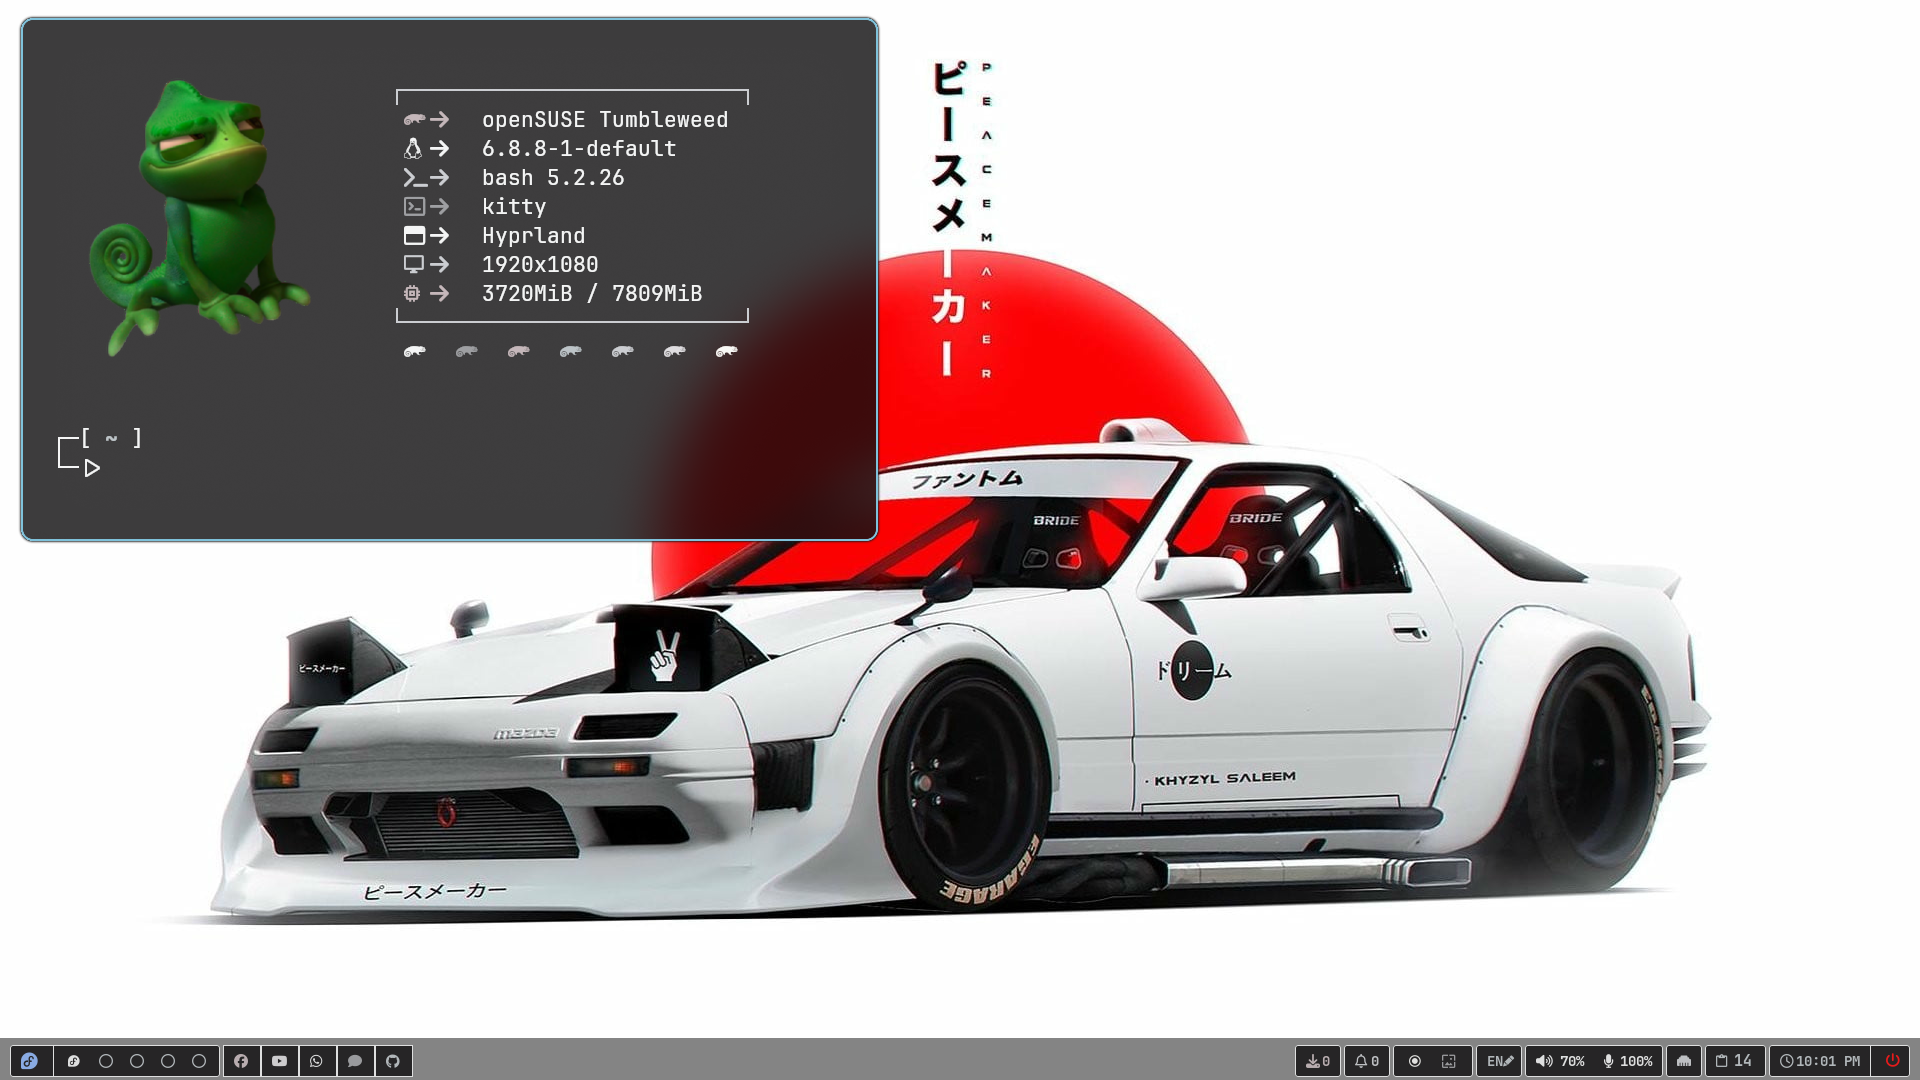 openSUSE Tumbleweed
6.8.8-1-default
bash 5.2.26
kitty
Hyprland
1920x1080
3720MiB / 7809MiB
[ ~ ]
ピースメーカー
PEACEMAKER
ファントム
BRIDE
BRIDE
ピースメーカー
ドリーム
mazda
· KHYZYL SALEEM
ピースメーカー
EGARAGE
0
0
EN
70%
100%
14
10:01 PM